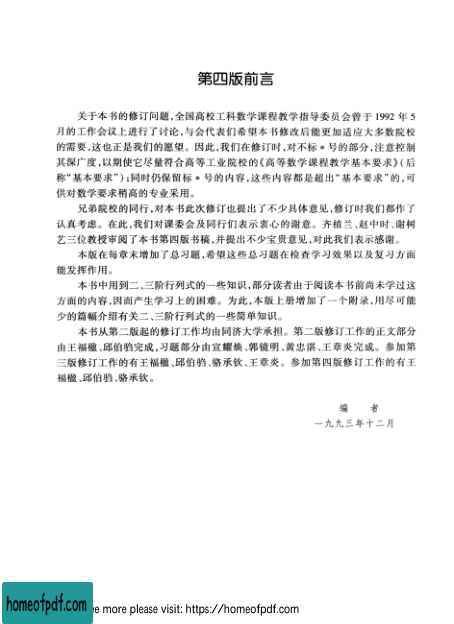 第四版前言
关于本书的修订问题,全国高校工科数学课程教学指导委员会曾于 1992 年 5
月的工作会议上进行了讨论,与会代表们希望本书修改后能更加适应大多数院校
的需要,这也正是我们的愿望。因此,我们在修订时,对不标 * 号的部分,注意控制
其深广度,以期使它尽量符合高等工业院校的《高等数学课程教学基本要求》(后
称“基本要求”);同时仍保留标 * 号的内容,这些内容都是超出“基本要求”的,可
供对数学要求稍高的专业采用。
兄弟院校的同行,对本书此次修订也提出了不少具体意见,修订时我们都作了
认真考虑。在此,我们对课委会及同行们表示衷心的谢意。齐植兰、赵中时、谢树
艺三位教授审阅了本书第四版书稿,并提出不少宝贵意见,对此我们表示感谢。
本版在每章末增加了总习题,希望这些总习题在检查学习效果以及复习方面
能发挥作用。
本书中用到二、三阶行列式的一些知识,部分读者由于阅读本书前尚未学过这
方面的内容,因而产生学习上的困难。为此,本版上册增加了一个附录,用尽可能
少的篇幅介绍有关二、三阶行列式的一些简单知识。
本书从第二版起的修订工作均由同济大学承担。第二版修订工作的正文部分
由王福楹、邱伯驺完成,习题部分由宣耀焕、郭镜明、黄忠湛、王章炎完成。参加第
三版修订工作的有王福楹、邱伯驺、骆承钦、王章炎。参加第四版修订工作的有王
福楹、邱伯驺、骆承钦。
编 者
一九九三年十二月
homeofpdf.com
ee more please visit: https://homeofpdf.com